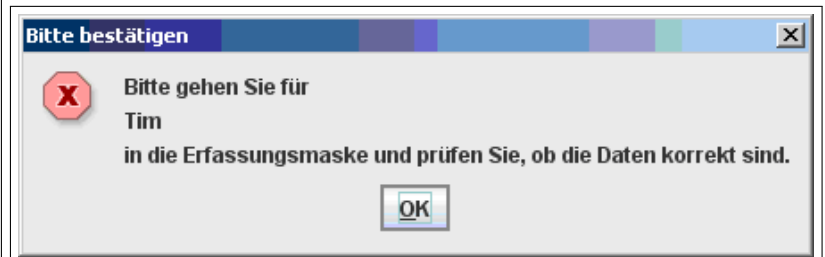 Bitte bestätigen
Bitte gehen Sie für
Tim
in die Erfassungsmaske und prüfen Sie, ob die Daten korrekt sind.
OK